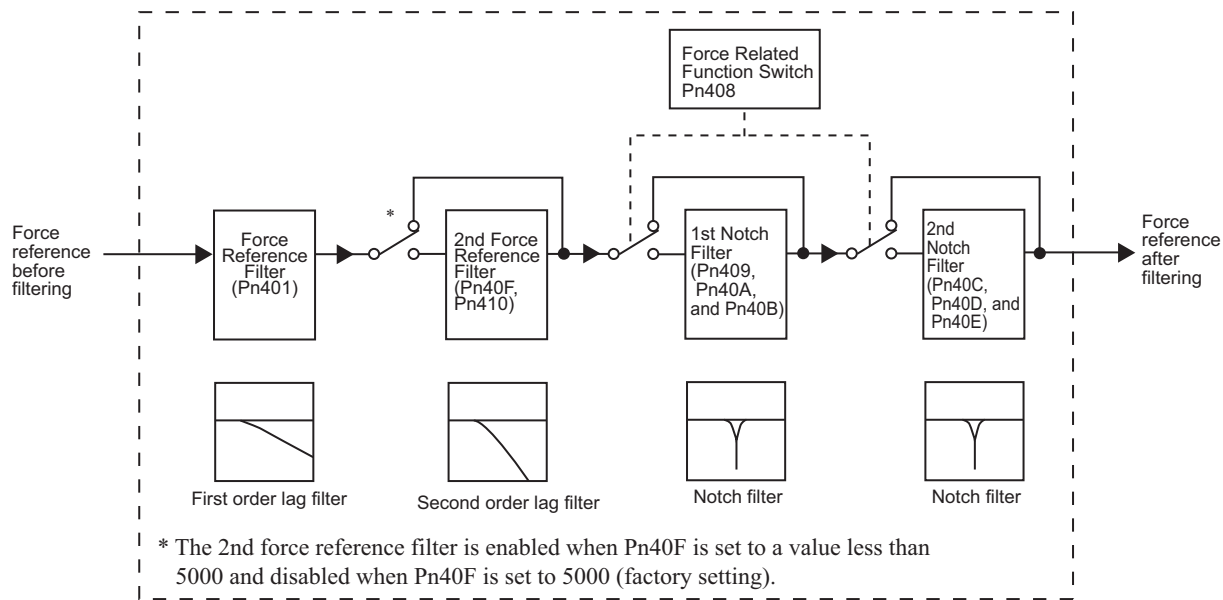 Force Related
Function Switch
Pn408
Force
reference
before
filtering
Force
Reference
Filter
(Pn401)
*
2nd Force
Reference
Filter
(Pn40F,
Pn410)
1st Notch
Filter
(Pn409,
Pn40A,
and Pn40B)
2nd
Notch
Filter
(Pn40C,
Pn40D, and
Pn40E)
Force
reference
after
filtering
First order lag filter
Second order lag filter
Notch filter
Notch filter
* The 2nd force reference filter is enabled when Pn40F is set to a value less than
5000 and disabled when Pn40F is set to 5000 (factory setting).